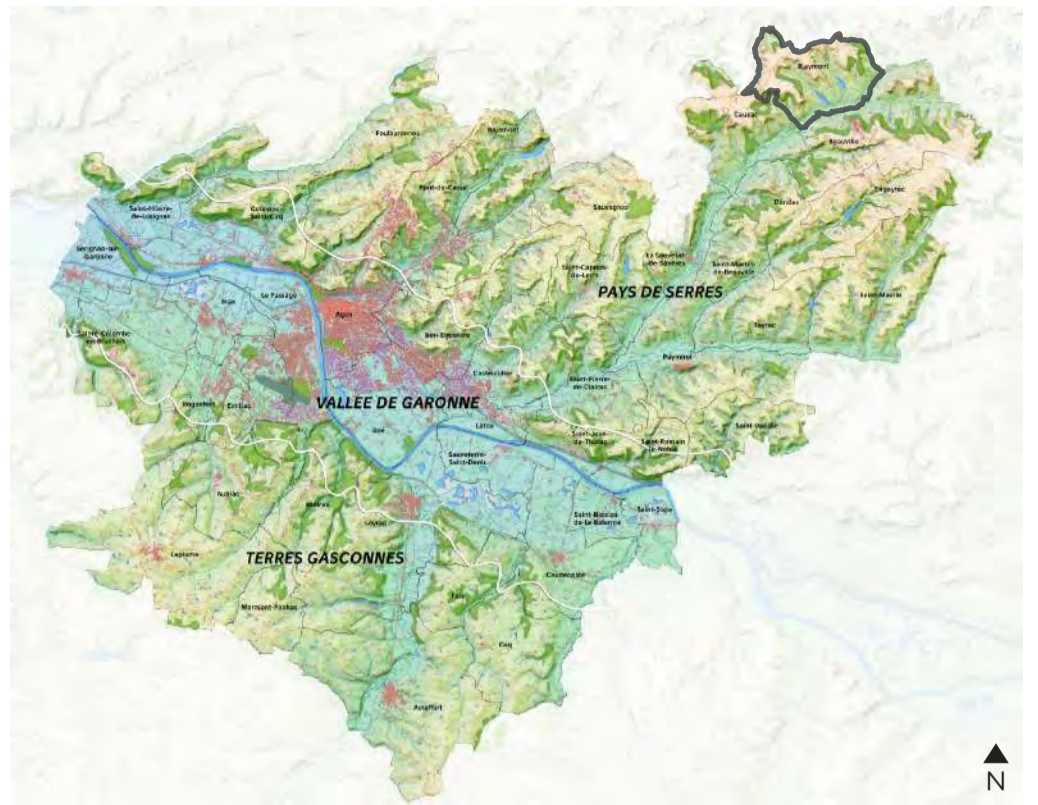 Blaymont
Cauzac
Beauville
Foulayronnes
Bajamont
Pont-du-Casse
Engayrac
Dondas
Sauvagnas
Saint-Hilaire-
de-Lusignan
Colayrac-
Saint-Cirq
Sérignac-sur-
Garonne
La Sauvetat-
de-Savères
Saint-Martin-
de-Beauville
Saint-Caprais-
de-Lerm
PAYS DE SERRES
Saint-Maurin
Brax
Le Passage
Agen
Tayrac
Sainte-Colombe-
en-Bruilhois
Bon-Encontre
Puymirol
Castelculier
Saint-Pierre-
de-Clairac
Roquefort
Estillac
VALLEE DE GARONNE
Boé
Lafox
Saint-Jean-
de-Thurac
Saint-Romain-
le-Noble
Saint-Urcisse
Sauveterre-
Saint-Denis
Aubiac
Moirax
Layrac
Saint-Nicolas-
de-la-Balerme
Saint-Sixte
Laplume
TERRES GASCONNES
Caudecoste
Marmont-Pachas
Fals
Cuq
Astaffort
N